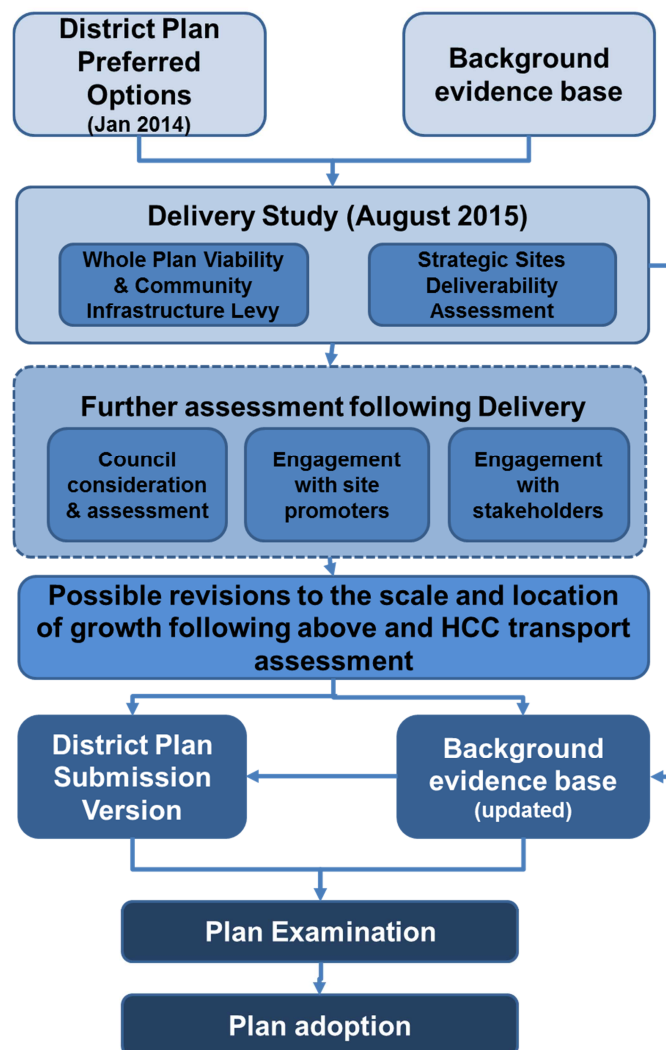 District Plan
Preferred
Options
(Jan 2014)
Background
evidence base
Delivery Study (August 2015)
Whole Plan Viability
& Community
Infrastructure Levy
Strategic Sites
Deliverability
Assessment
Further assessment following Delivery
Council
consideration
& assessment
Engagement
with site
promoters
Engagement
with
stakeholders
Possible revisions to the scale and location
of growth following above and HCC transport
assessment
District Plan
Submission
Version
Background
evidence base
(updated)
Plan Examination
Plan adoption